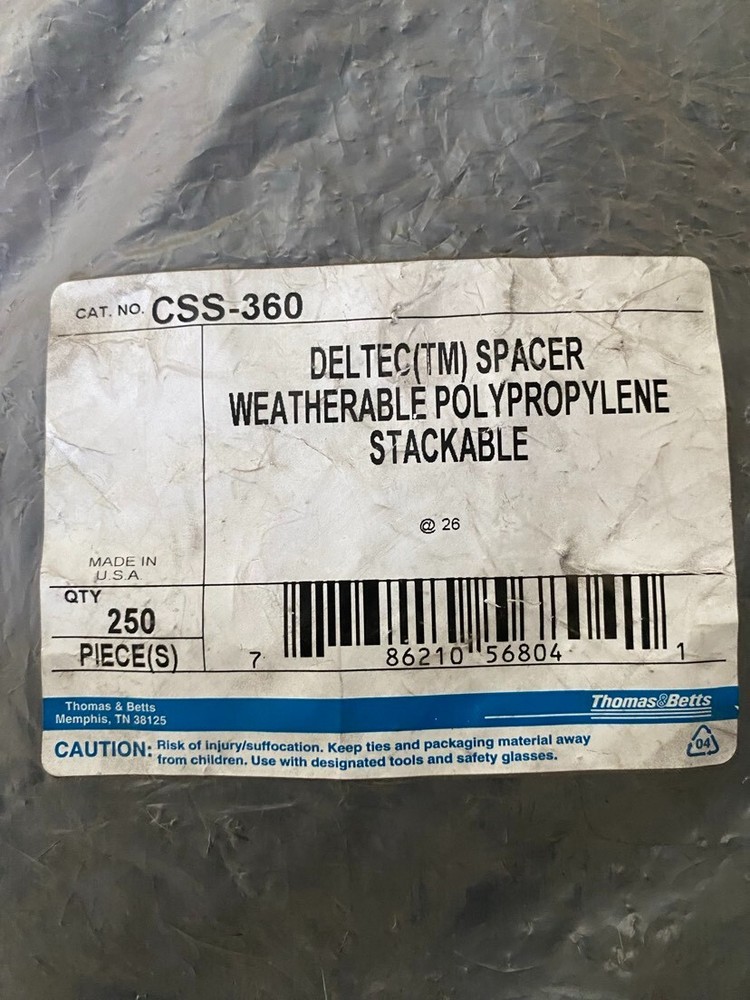 CAT. NO. CSS-360
DELTEC(TM) SPACER
WEATHERABLE POLYPROPYLENE
STACKABLE
@ 26
MADE IN
U.S.A
QTY
250
PIECE(S)
7 86210 56804 1
Thomas & Betts
Memphis, TN 38125
Thomas&Betts
CAUTION: Risk of injury/suffocation. Keep ties and packaging material away
from children. Use with designated tools and safety glasses.
04